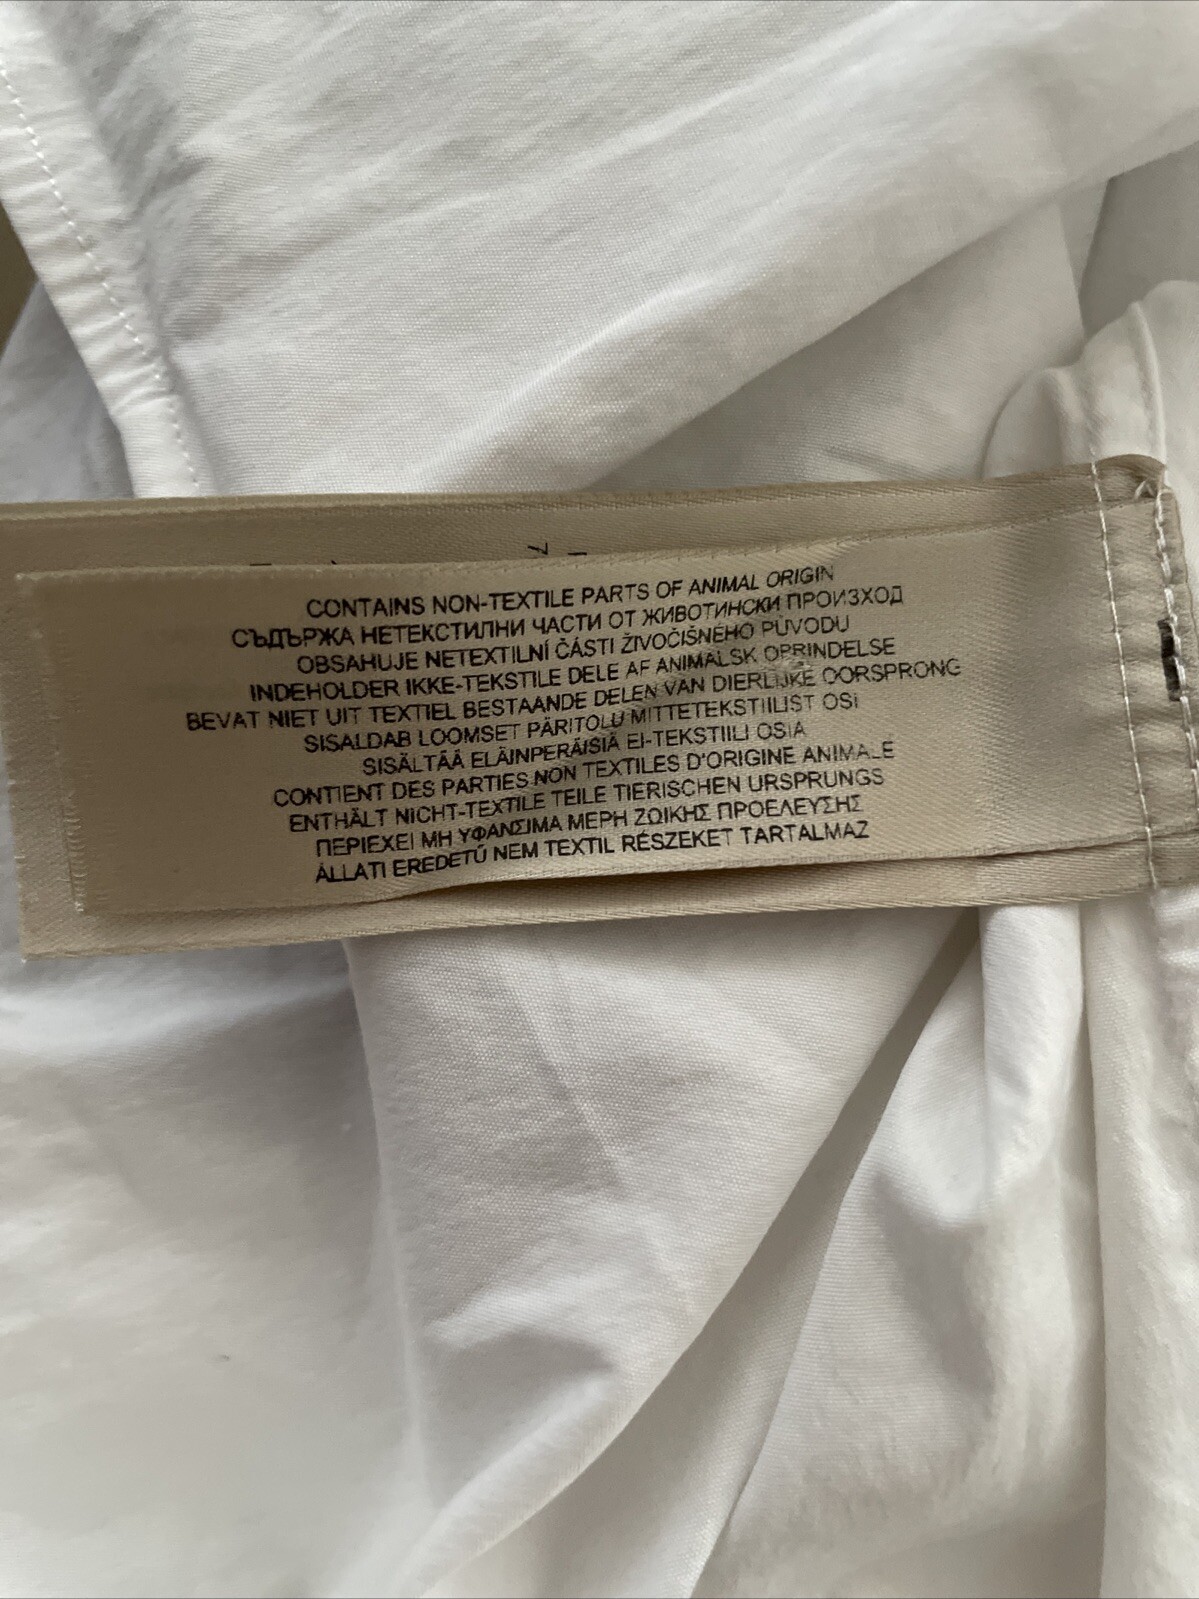 CONTAINS NON-TEXTILE PARTS OF ANIMAL ORIGIN
СЪДЪРЖА НЕТЕКСТИЛНИ ЧАСТИ ОТ ЖИВОТИНСКИ ПРОИЗХОД
OBSAHUJE NETEXTILNÍ ČÁSTI ŽIVOČIŠNÉHO PŮVODU
INDEHOLDER IKKE-TEKSTILE DELE AF ANIMALSK OPRINDELSE
BEVAT NIET UIT TEXTIEL BESTAANDE DELEN VAN DIERLIJKE OORSPRONG
SISALDAB LOOMSET PÄRITOLU MITTETEKSTIILIST OSI
SISÄLTÄÄ ELÄINPERÄISIÄ EI-TEKSTIILI OSIA
CONTIENT DES PARTIES NON TEXTILES D'ORIGINE ANIMALE
ENTHÄLT NICHT-TEXTILE TEILE TIERISCHEN URSPRUNGS
ΠΕΡΙΕΧΕΙ ΜΗ ΥΦΑΝΣΙΜΑ ΜΕΡΗ ΖΩΙΚΗΣ ΠΡΟΕΛΕΥΣΗΣ
ÁLLATI EREDETŰ NEM TEXTIL RÉSZEKET TARTALMAZ